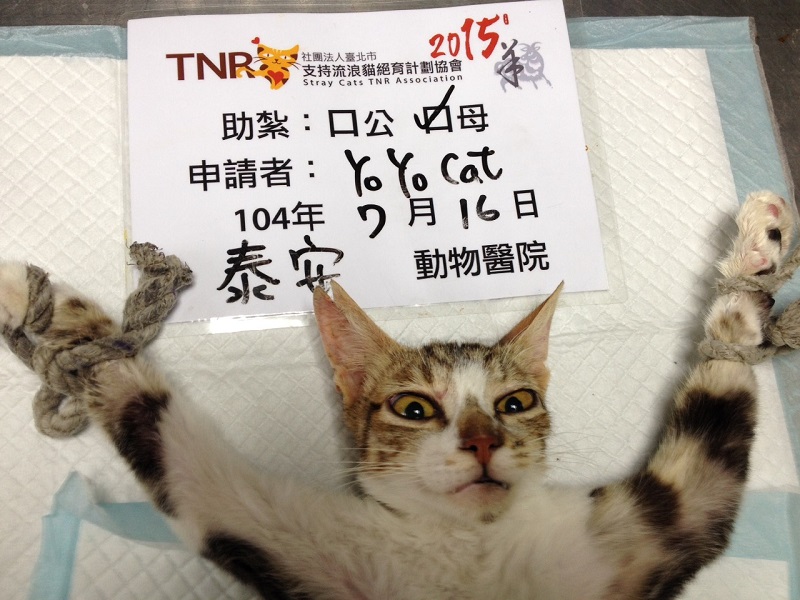 TNR 社團法人臺北市
支持流浪貓絕育計劃協會
Stray Cats TNR Association
2015 羊
助紮：口公 口母
申請者：YoYo Cat
104年 7月16日
泰安 動物醫院